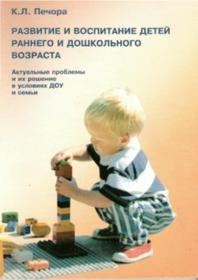 К.Л. Печора
РАЗВИТИЕ И ВОСПИТАНИЕ ДЕТЕЙ
РАННЕГО И ДОШКОЛЬНОГО
ВОЗРАСТА
Актуальные проблемы
и их решение
в условиях ДОУ
и семьи